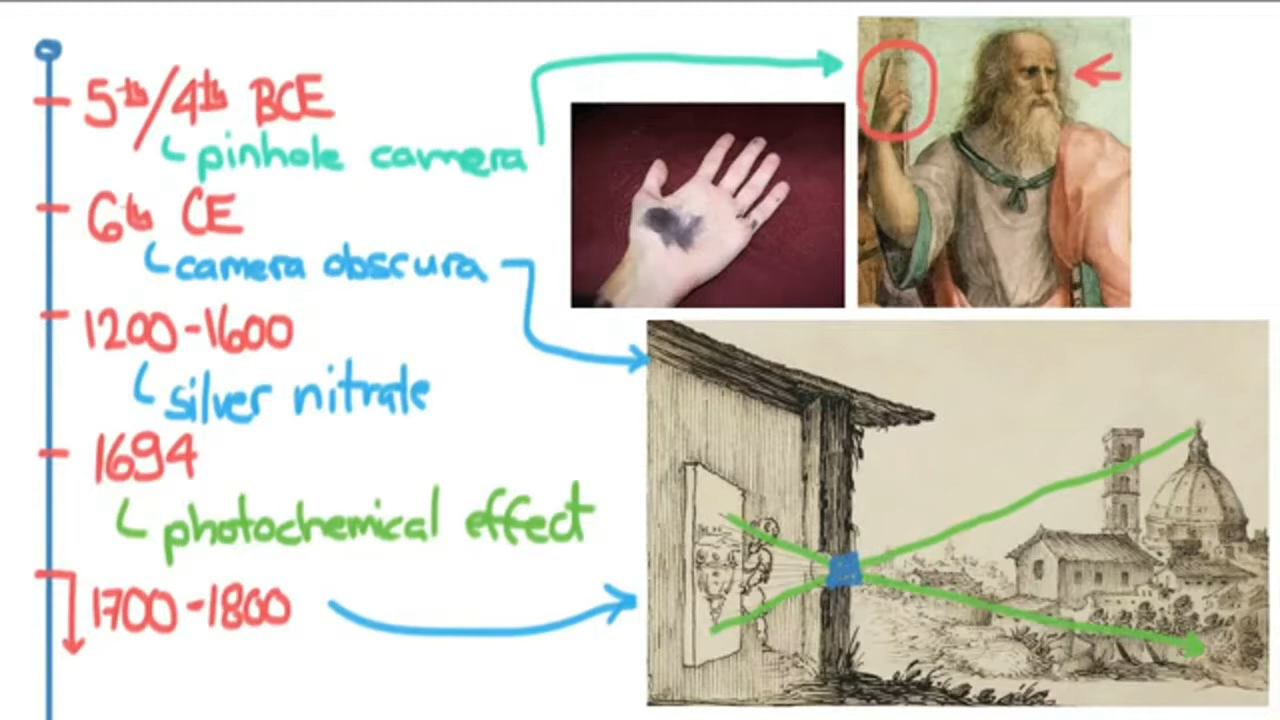 5th/4th BCE
pinhole camera
6th CE
camera obscura
1200-1600
silver nitrate
1694
photochemical effect
1700-1800